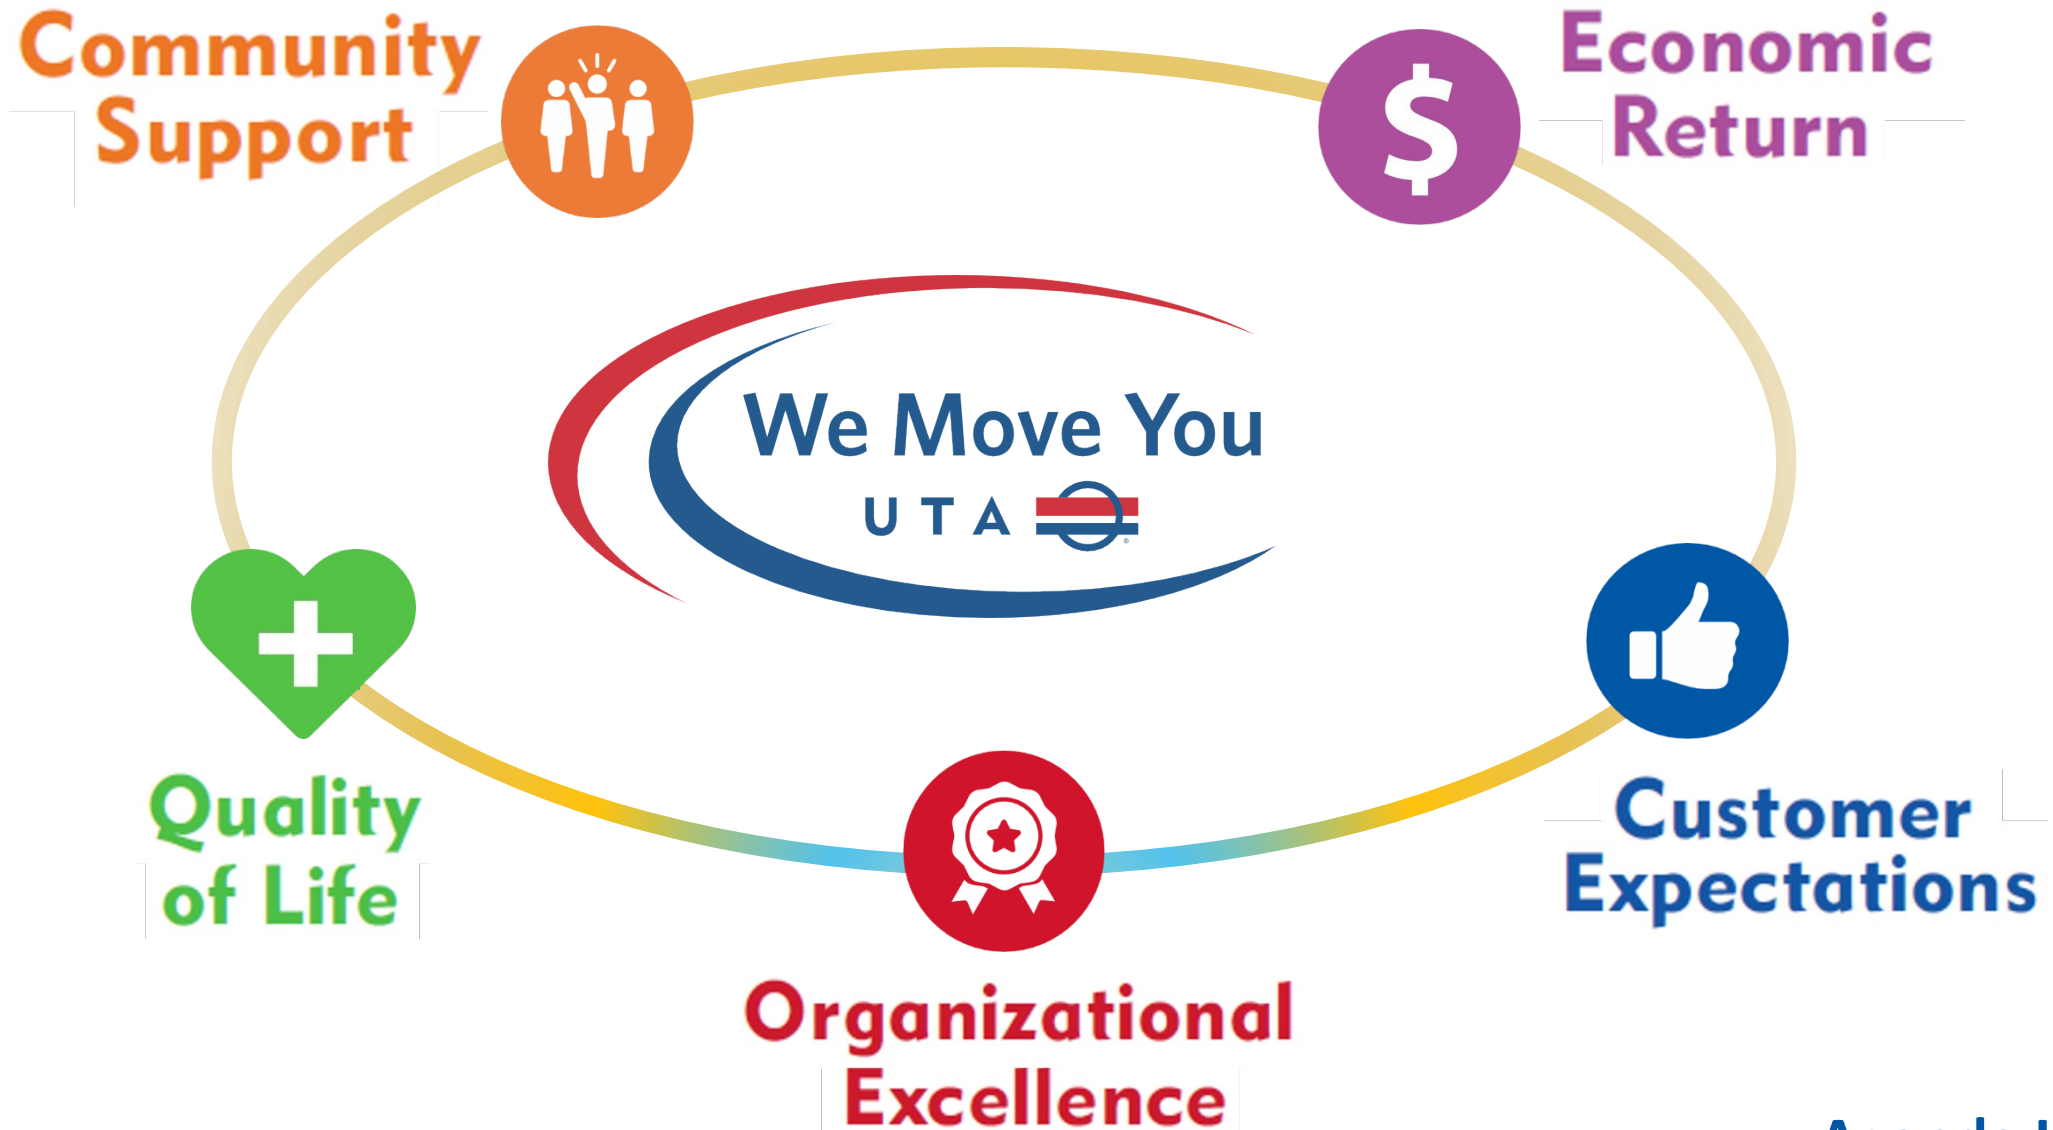 Community
Support
Economic
Return
$
We Move You
UTA
Quality
of Life
Customer
Expectations
Organizational
Excellence